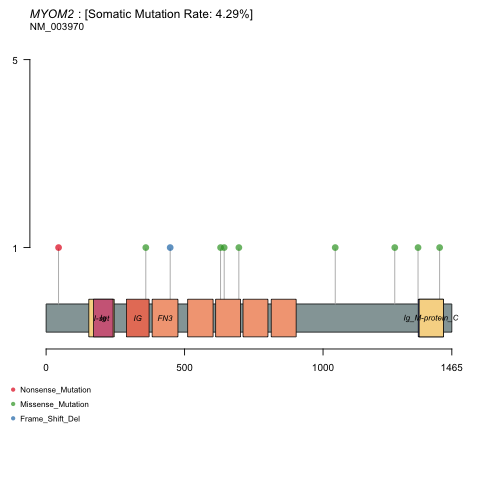 MYOM2 : [Somatic Mutation Rate: 4.29%]
NM_003970
5
1
IG
FN3
Ig_M-protein_C
0
500
1000
1465
Nonsense_Mutation
Missense_Mutation
Frame_Shift_Del